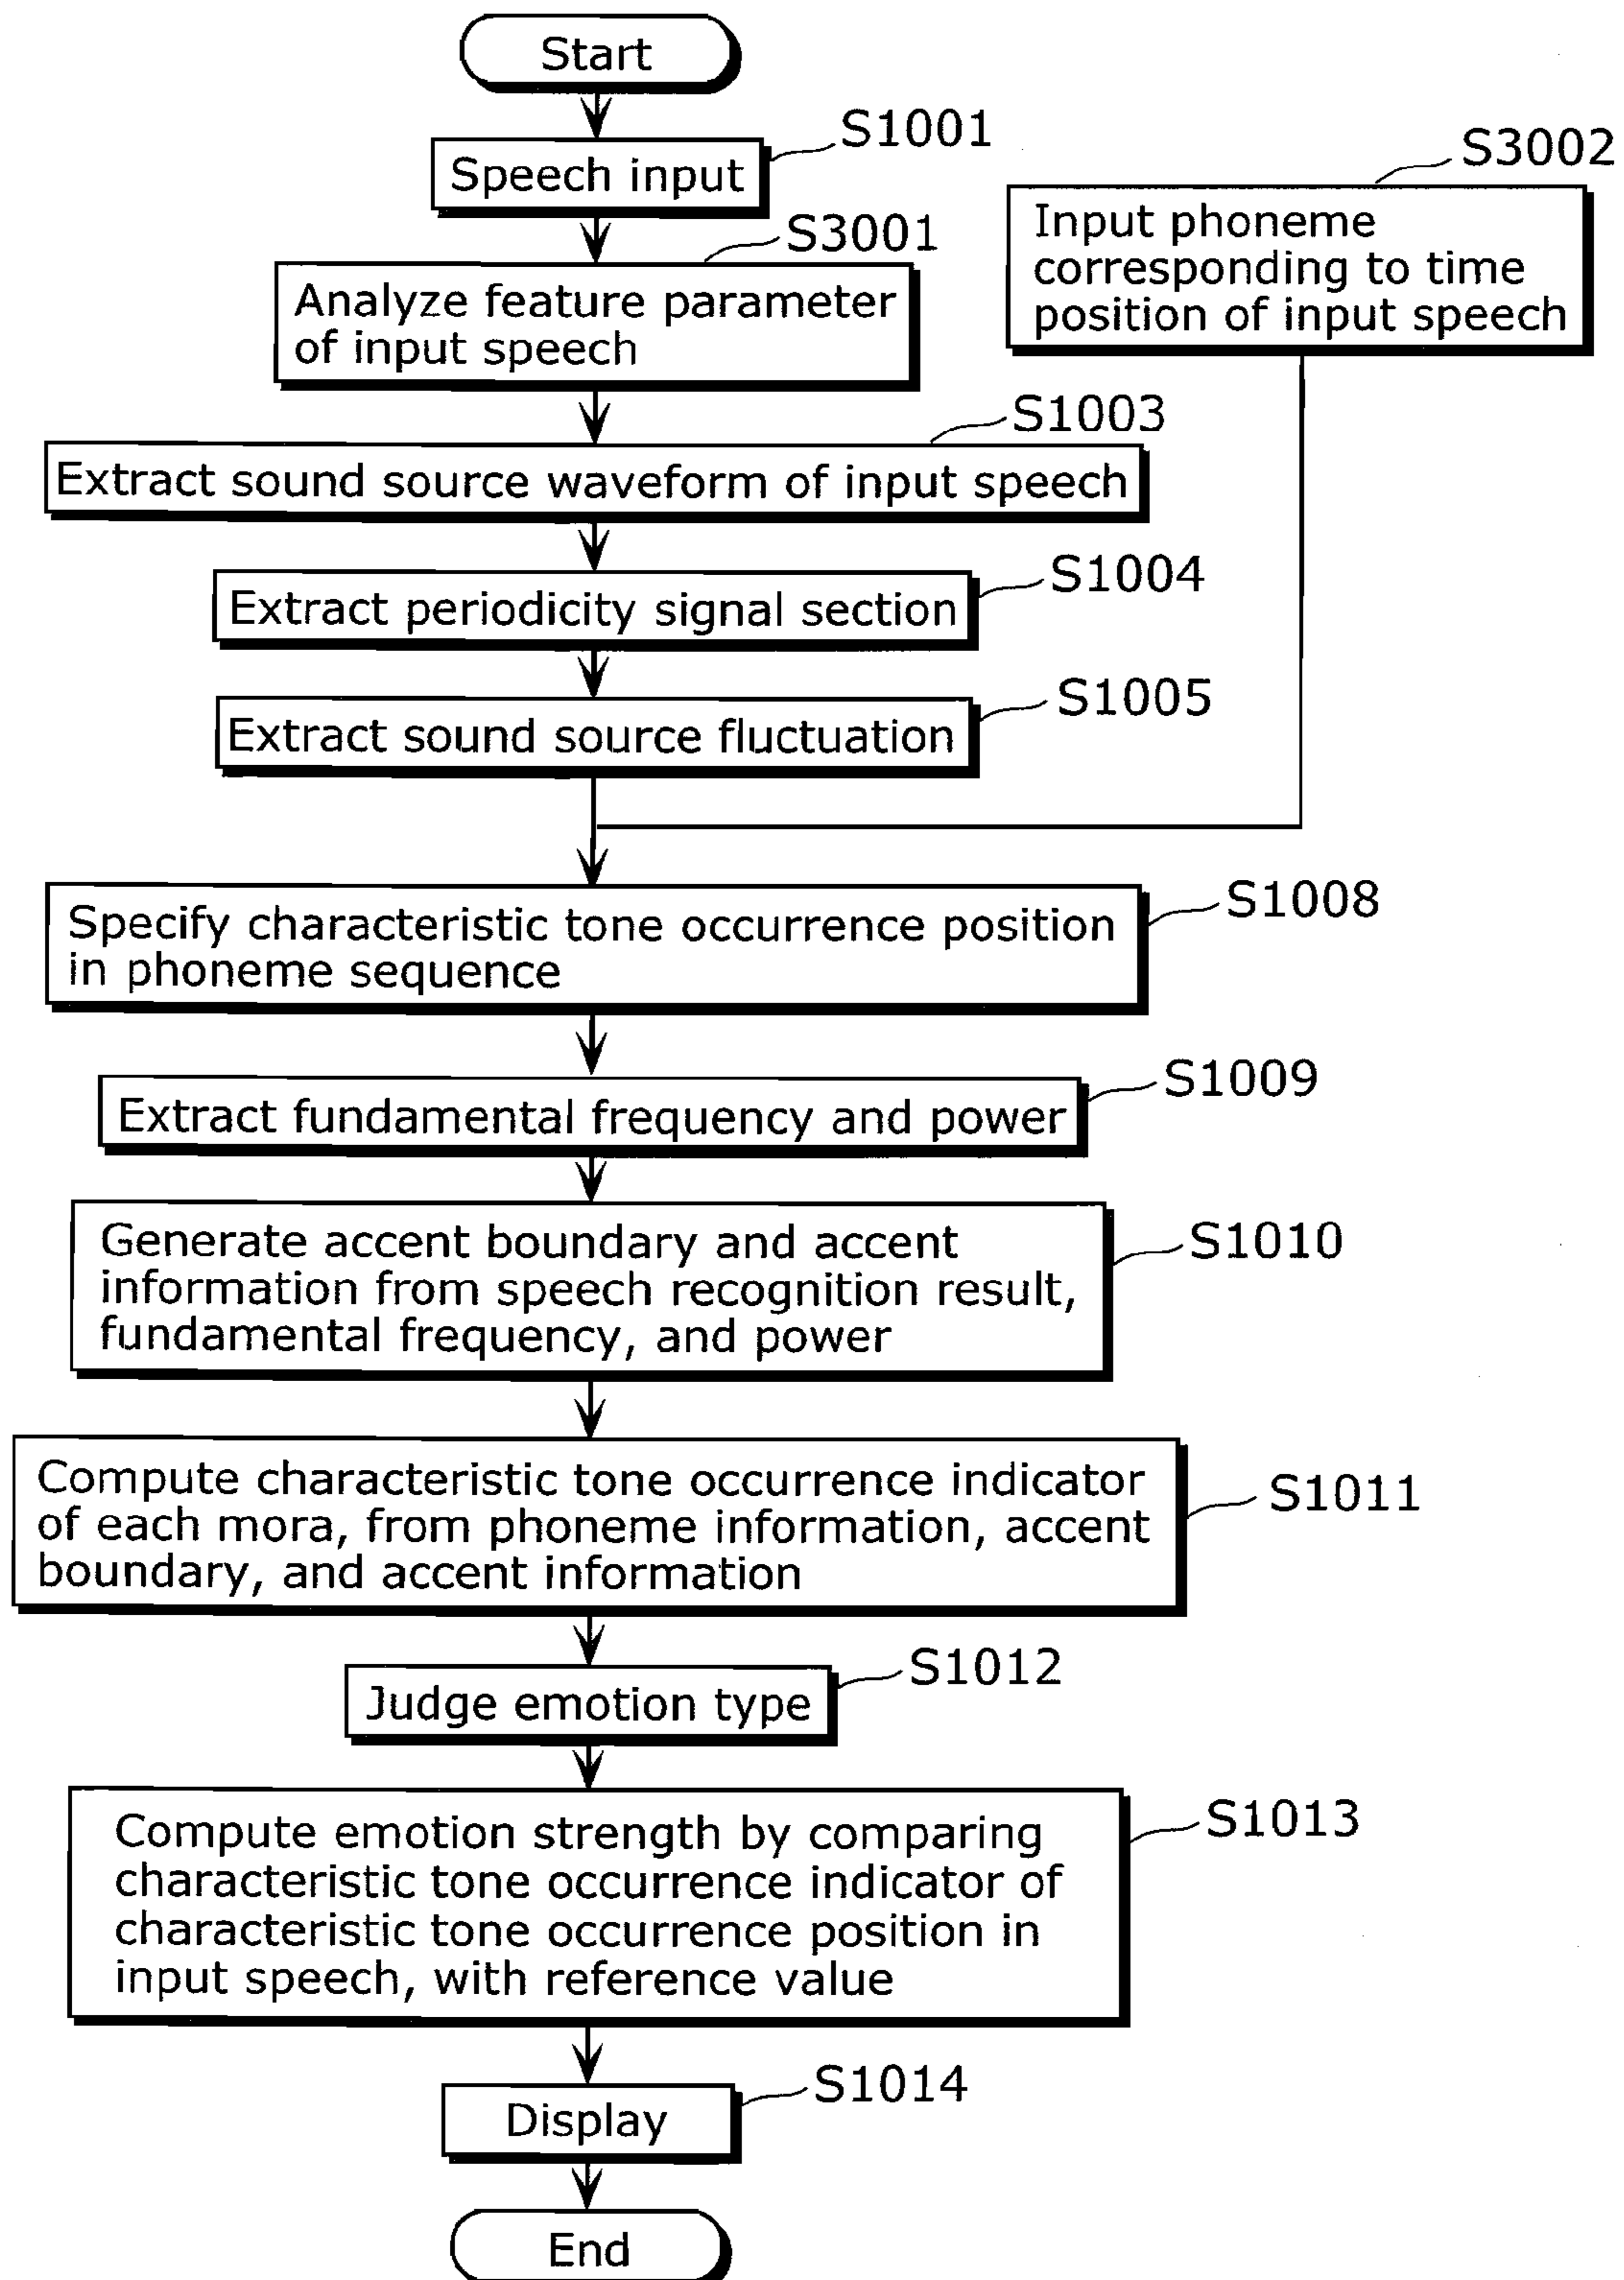 Start
S1001
Speech input
S3002
Input phoneme
corresponding to time
position of input speech
S3001
Analyze feature parameter
of input speech
S1003
Extract sound source waveform of input speech
S1004
Extract periodicity signal section
S1005
Extract sound source fluctuation
S1008
Specify characteristic tone occurrence position
in phoneme sequence
S1009
Extract fundamental frequency and power
S1010
Generate accent boundary and accent
information from speech recognition result,
fundamental frequency, and power
S1011
Compute characteristic tone occurrence indicator
of each mora, from phoneme information, accent
boundary, and accent information
S1012
Judge emotion type
S1013
Compute emotion strength by comparing
characteristic tone occurrence indicator of
characteristic tone occurrence position in
input speech, with reference value
S1014
Display
End